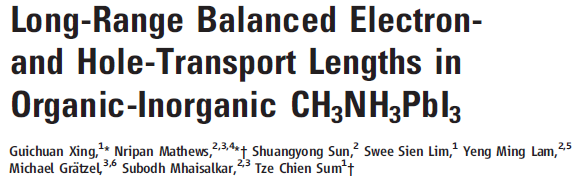 Long-Range Balanced Electron-
and Hole-Transport Lengths in
Organic-Inorganic CH₃NH₃PbI₃
Guichuan Xing,¹* Nripan Mathews,²,³,⁴*† Shuangyong Sun,² Swee Sien Lim,¹ Yeng Ming Lam,²,⁵
Michael Grätzel,³,⁶ Subodh Mhaisalkar,²,³ Tze Chien Sum¹†